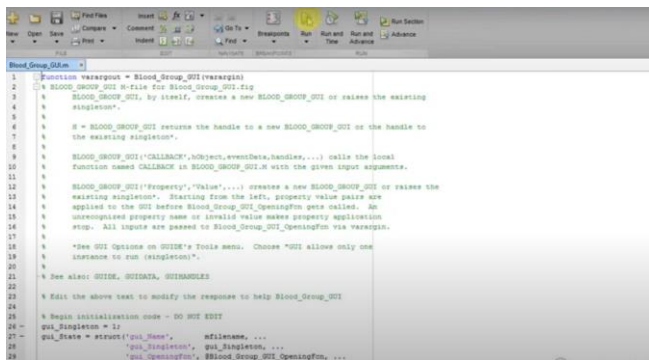 Find Files
Insert
fx
New
Open
Save
Compare
Comment
%
Go To
Breakpoints
Run
Run and
Time
Run and
Advance
Run Section
Advance
Print
Indent
Find
FILE
EDIT
NAVIGATE
BREAKPOINTS
RUN
Blood_Group_GUI.m
1 function varargout = Blood_Group_GUI(varargin)
2 % BLOOD_GROUP_GUI M-file for Blood_Group_GUI.fig
3 % BLOOD_GROUP_GUI, by itself, creates a new BLOOD_GROUP_GUI or raises the existing
4 % singleton*.
5 %
6 % H = BLOOD_GROUP_GUI returns the handle to a new BLOOD_GROUP_GUI or the handle to
7 % the existing singleton*.
8 %
9 % BLOOD_GROUP_GUI('CALLBACK',hObject,eventData,handles,...) calls the local
10 % function named CALLBACK in BLOOD_GROUP_GUI.M with the given input arguments.
11 %
12 % BLOOD_GROUP_GUI('Property','Value',...) creates a new BLOOD_GROUP_GUI or raises the
13 % existing singleton*. Starting from the left, property value pairs are
14 % applied to the GUI before Blood_Group_GUI_OpeningFcn gets called. An
15 % unrecognized property name or invalid value makes property application
16 % stop. All inputs are passed to Blood_Group_GUI_OpeningFcn via varargin.
17 %
18 % *See GUI Options on GUIDE's Tools menu. Choose "GUI allows only one
19 % instance to run (singleton)".
20 %
21 % See also: GUIDE, GUIDATA, GUIHANDLES
22
23 % Edit the above text to modify the response to help Blood_Group_GUI
24
25 % Begin initialization code - DO NOT EDIT
26 - gui_Singleton = 1;
27 - gui_State = struct('gui_Name', mfilename, ...
28 'gui_Singleton', gui_Singleton, ...
29 'gui_OpeningFcn', @Blood_Group_GUI_OpeningFcn, ...